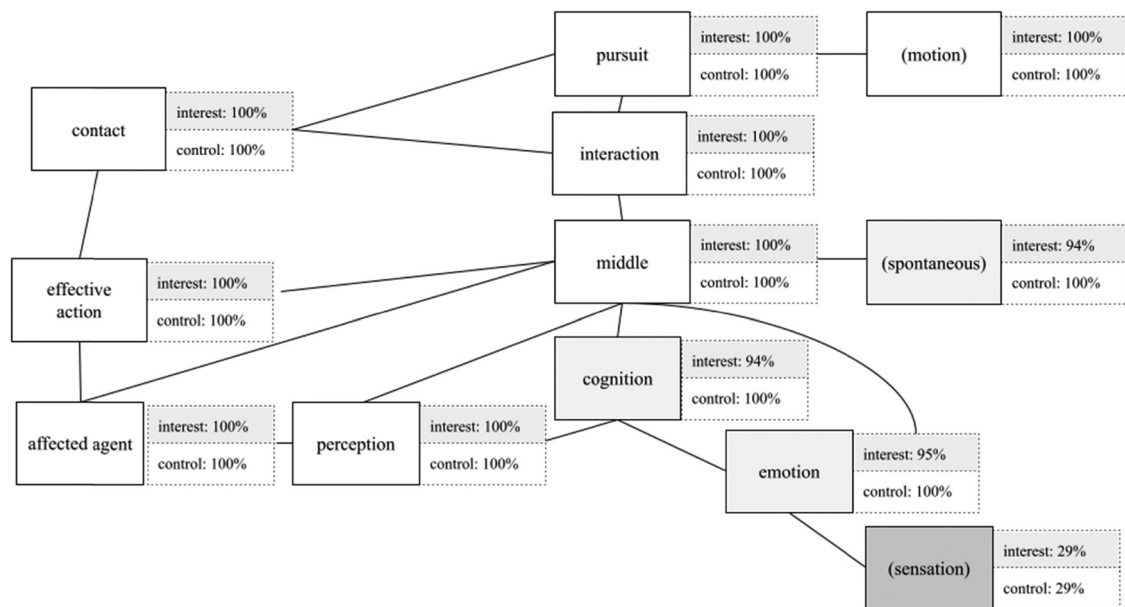 pursuit
interest: 100%
control: 100%
(motion)
interest: 100%
control: 100%
contact
interest: 100%
control: 100%
interaction
interest: 100%
control: 100%
middle
interest: 100%
control: 100%
(spontaneous)
interest: 94%
control: 100%
effective
action
interest: 100%
control: 100%
cognition
interest: 94%
control: 100%
affected agent
interest: 100%
control: 100%
perception
interest: 100%
control: 100%
emotion
interest: 95%
control: 100%
(sensation)
interest: 29%
control: 29%